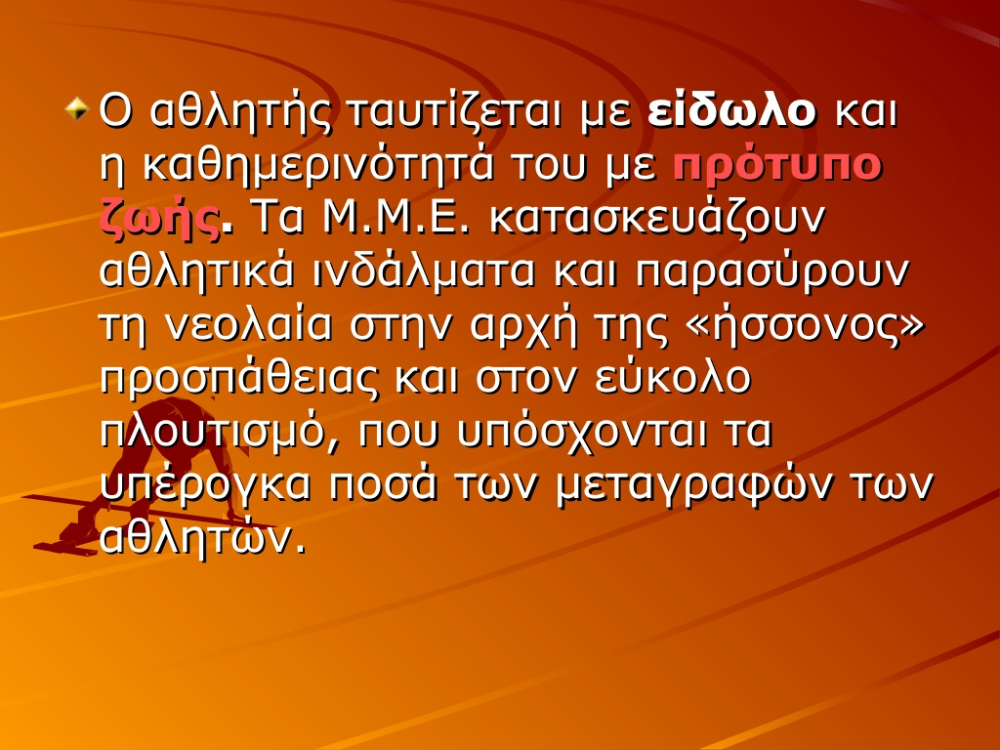 Ο αθλητής ταυτίζεται με είδωλο και
η καθημερινότητά του με πρότυπο
ζωής. Τα Μ.Μ.Ε. κατασκευάζουν
αθλητικά ινδάλματα και παρασύρουν
τη νεολαία στην αρχή της «ήσσονος»
προσπάθειας και στον εύκολο
πλουτισμό, που υπόσχονται τα
υπέρογκα ποσά των μεταγραφών των
αθλητών.